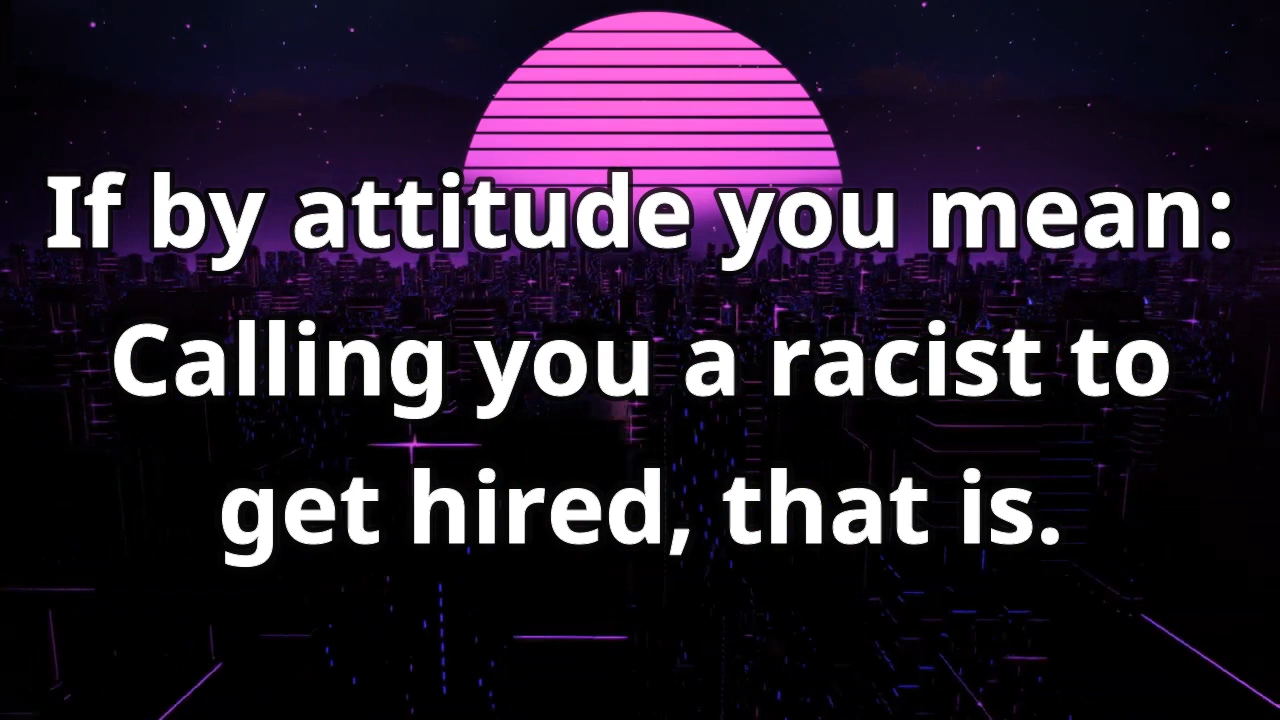 If by attitude you mean:
Calling you a racist to
get hired, that is.